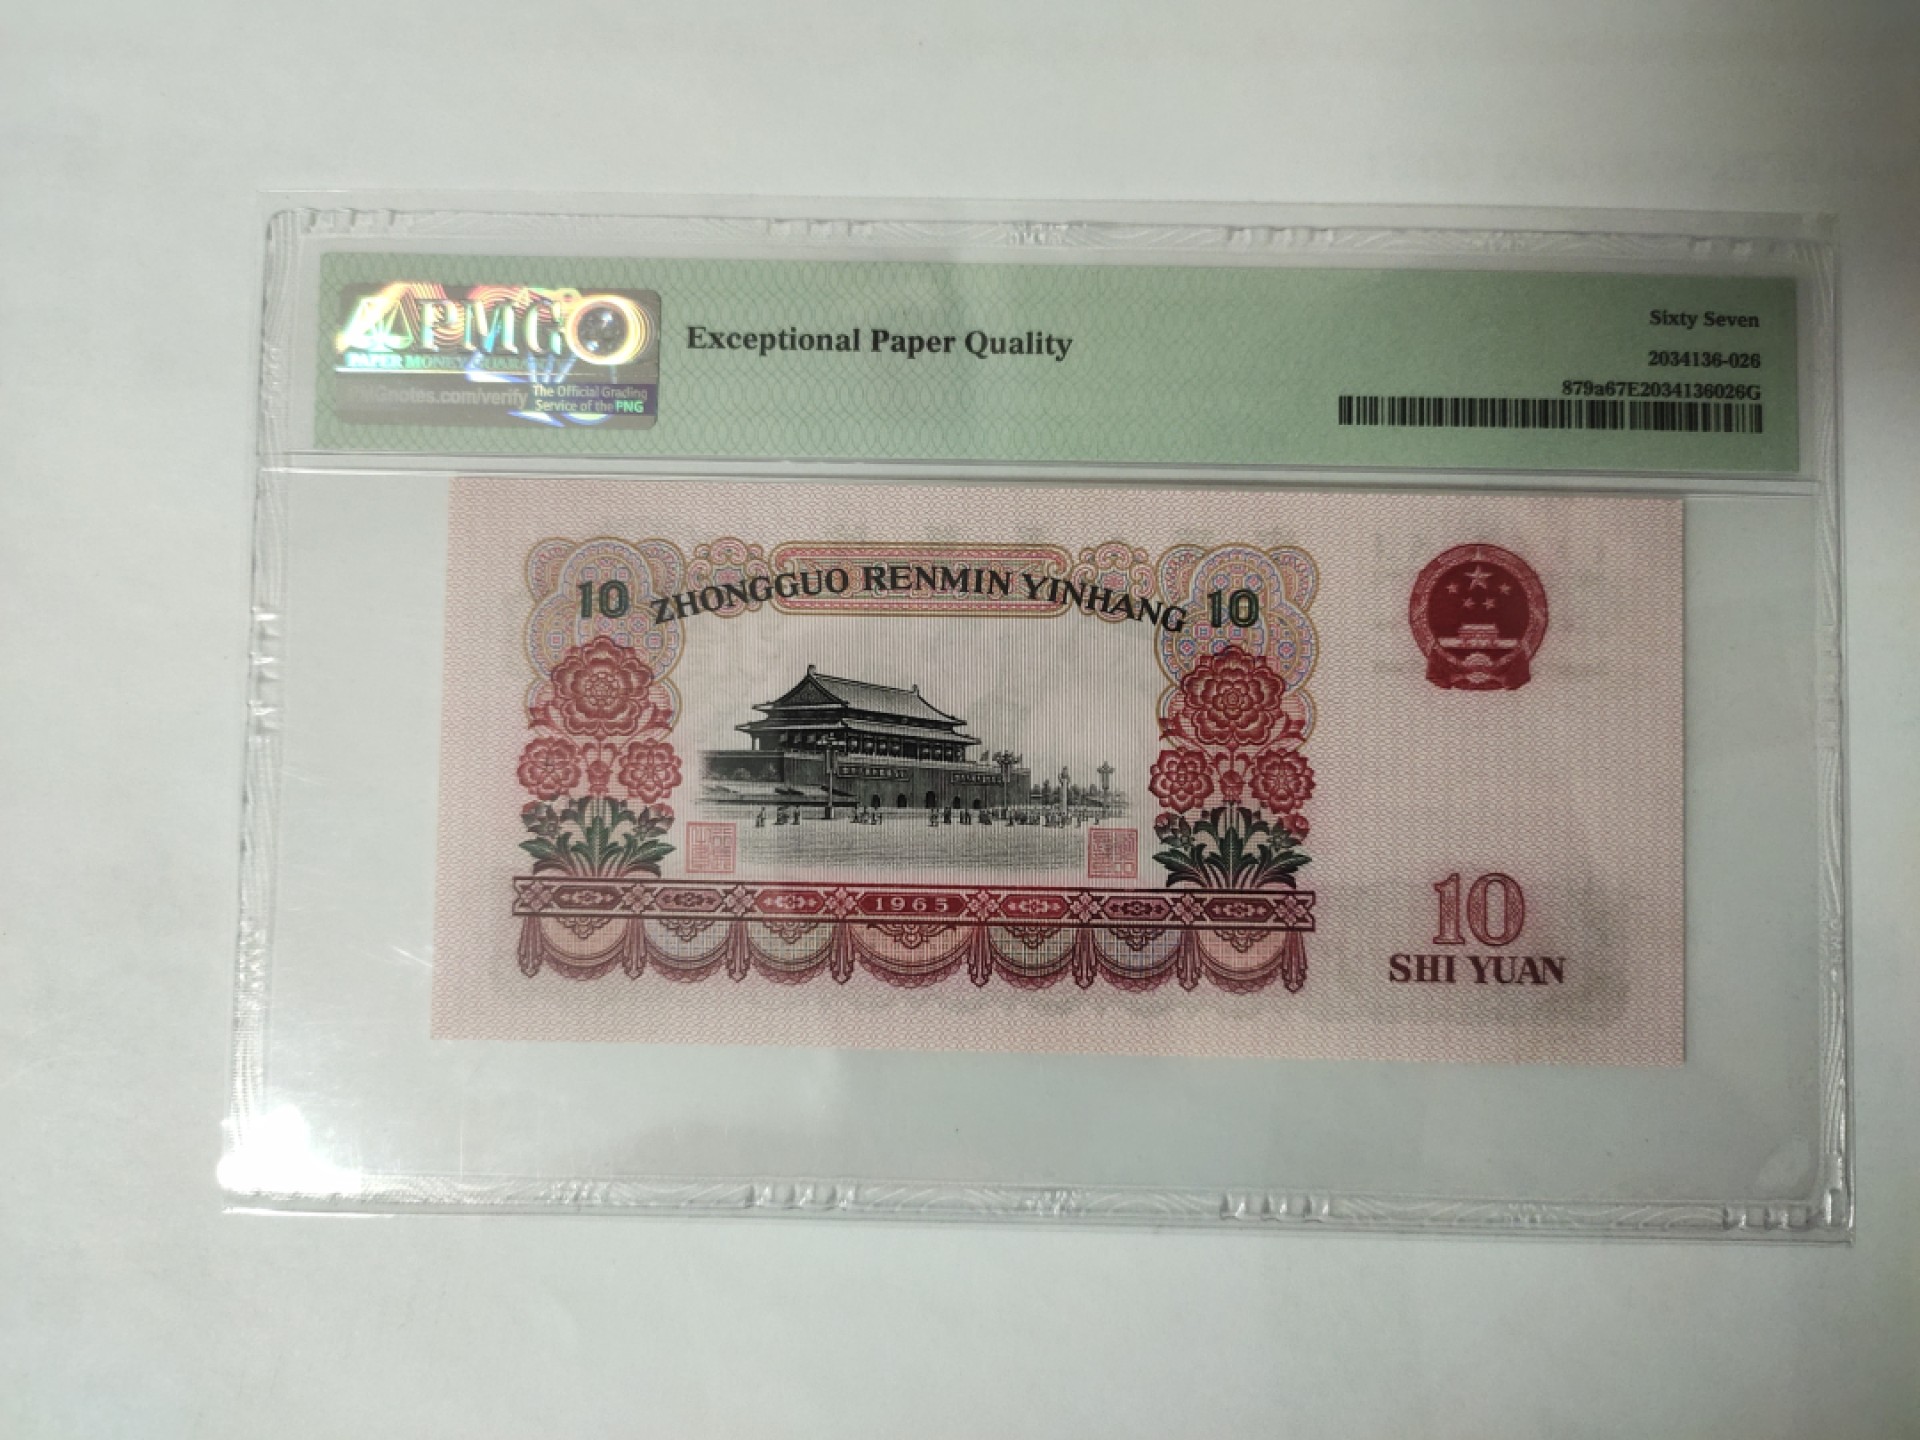 PMG
PAPER MONEY GUARANTY
PMGnotes.com/verify
The Official Grading
Service of the PNG
Exceptional Paper Quality
Sixty Seven
2034136-026
879a67E2034136026G
10 ZHONGGUO RENMIN YINHANG 10
1965
10
SHI YUAN